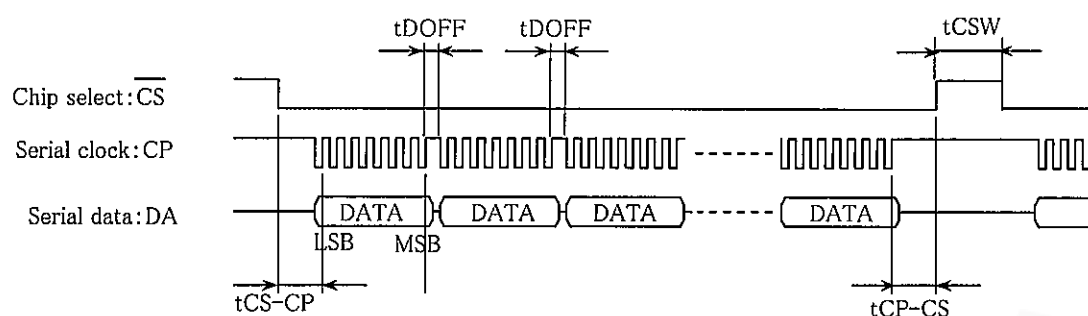 tDOFF tDOFF tCSW
Chip select:CS
Serial clock:CP
Serial data:DA DATA DATA DATA DATA
LSB MSB
tCS-CP tCP-CS